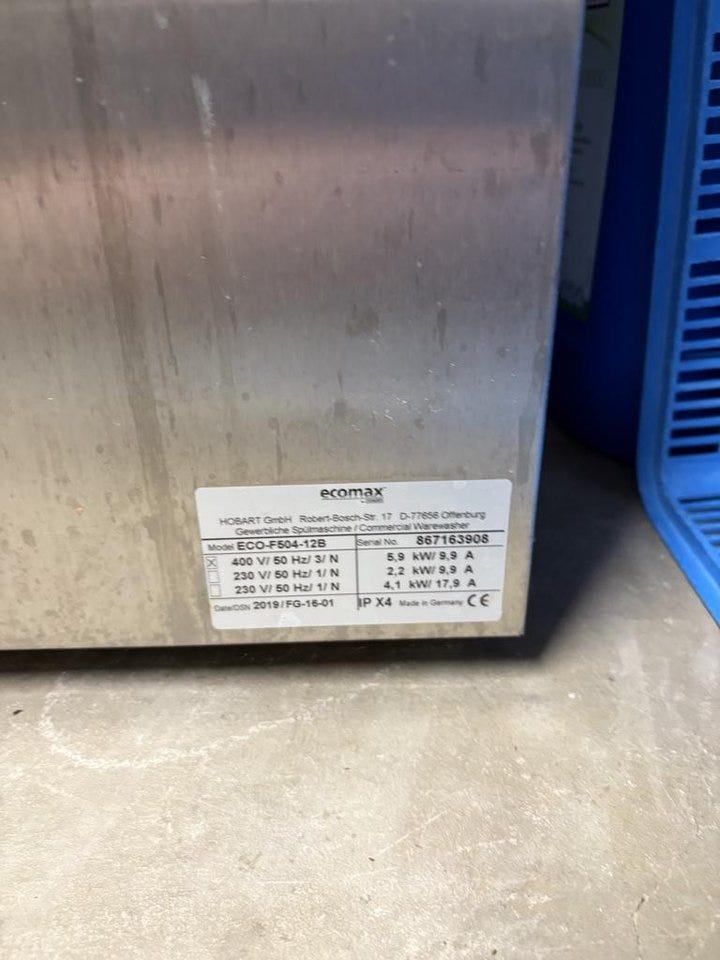 ecomax
HOBART GmbH Robert-Bosch-Str. 17 D-77656 Offenburg
Gewerbliche Spülmaschine / Commercial Warewasher
Model ECO-F504-12B Serial No. 867163908
X 400 V/ 50 Hz/ 3/ N 5,9 kW/ 9,9 A
230 V/ 50 Hz/ 1/ N 2,2 kW/ 9,9 A
230 V/ 50 Hz/ 1/ N 4,1 kW/ 17,9 A
Date/DSN 2019/FG-16-01 IP X4 Made in Germany CE